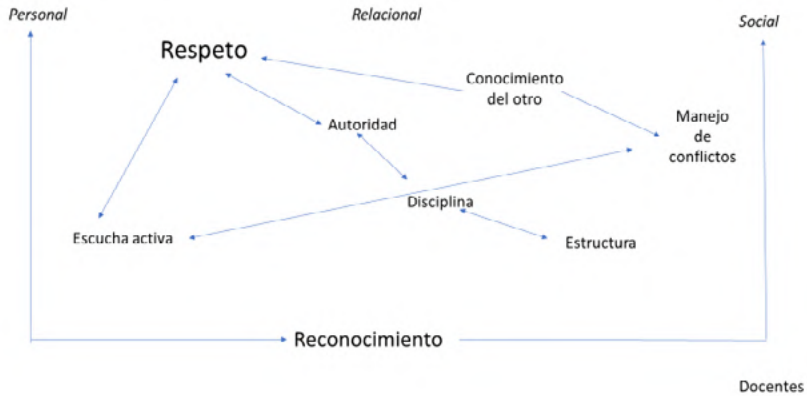 Personal
Relacional
Social
Respeto
Conocimiento
del otro
Autoridad
Manejo
de
conflictos
Disciplina
Escucha activa
Estructura
Reconocimiento
Docentes